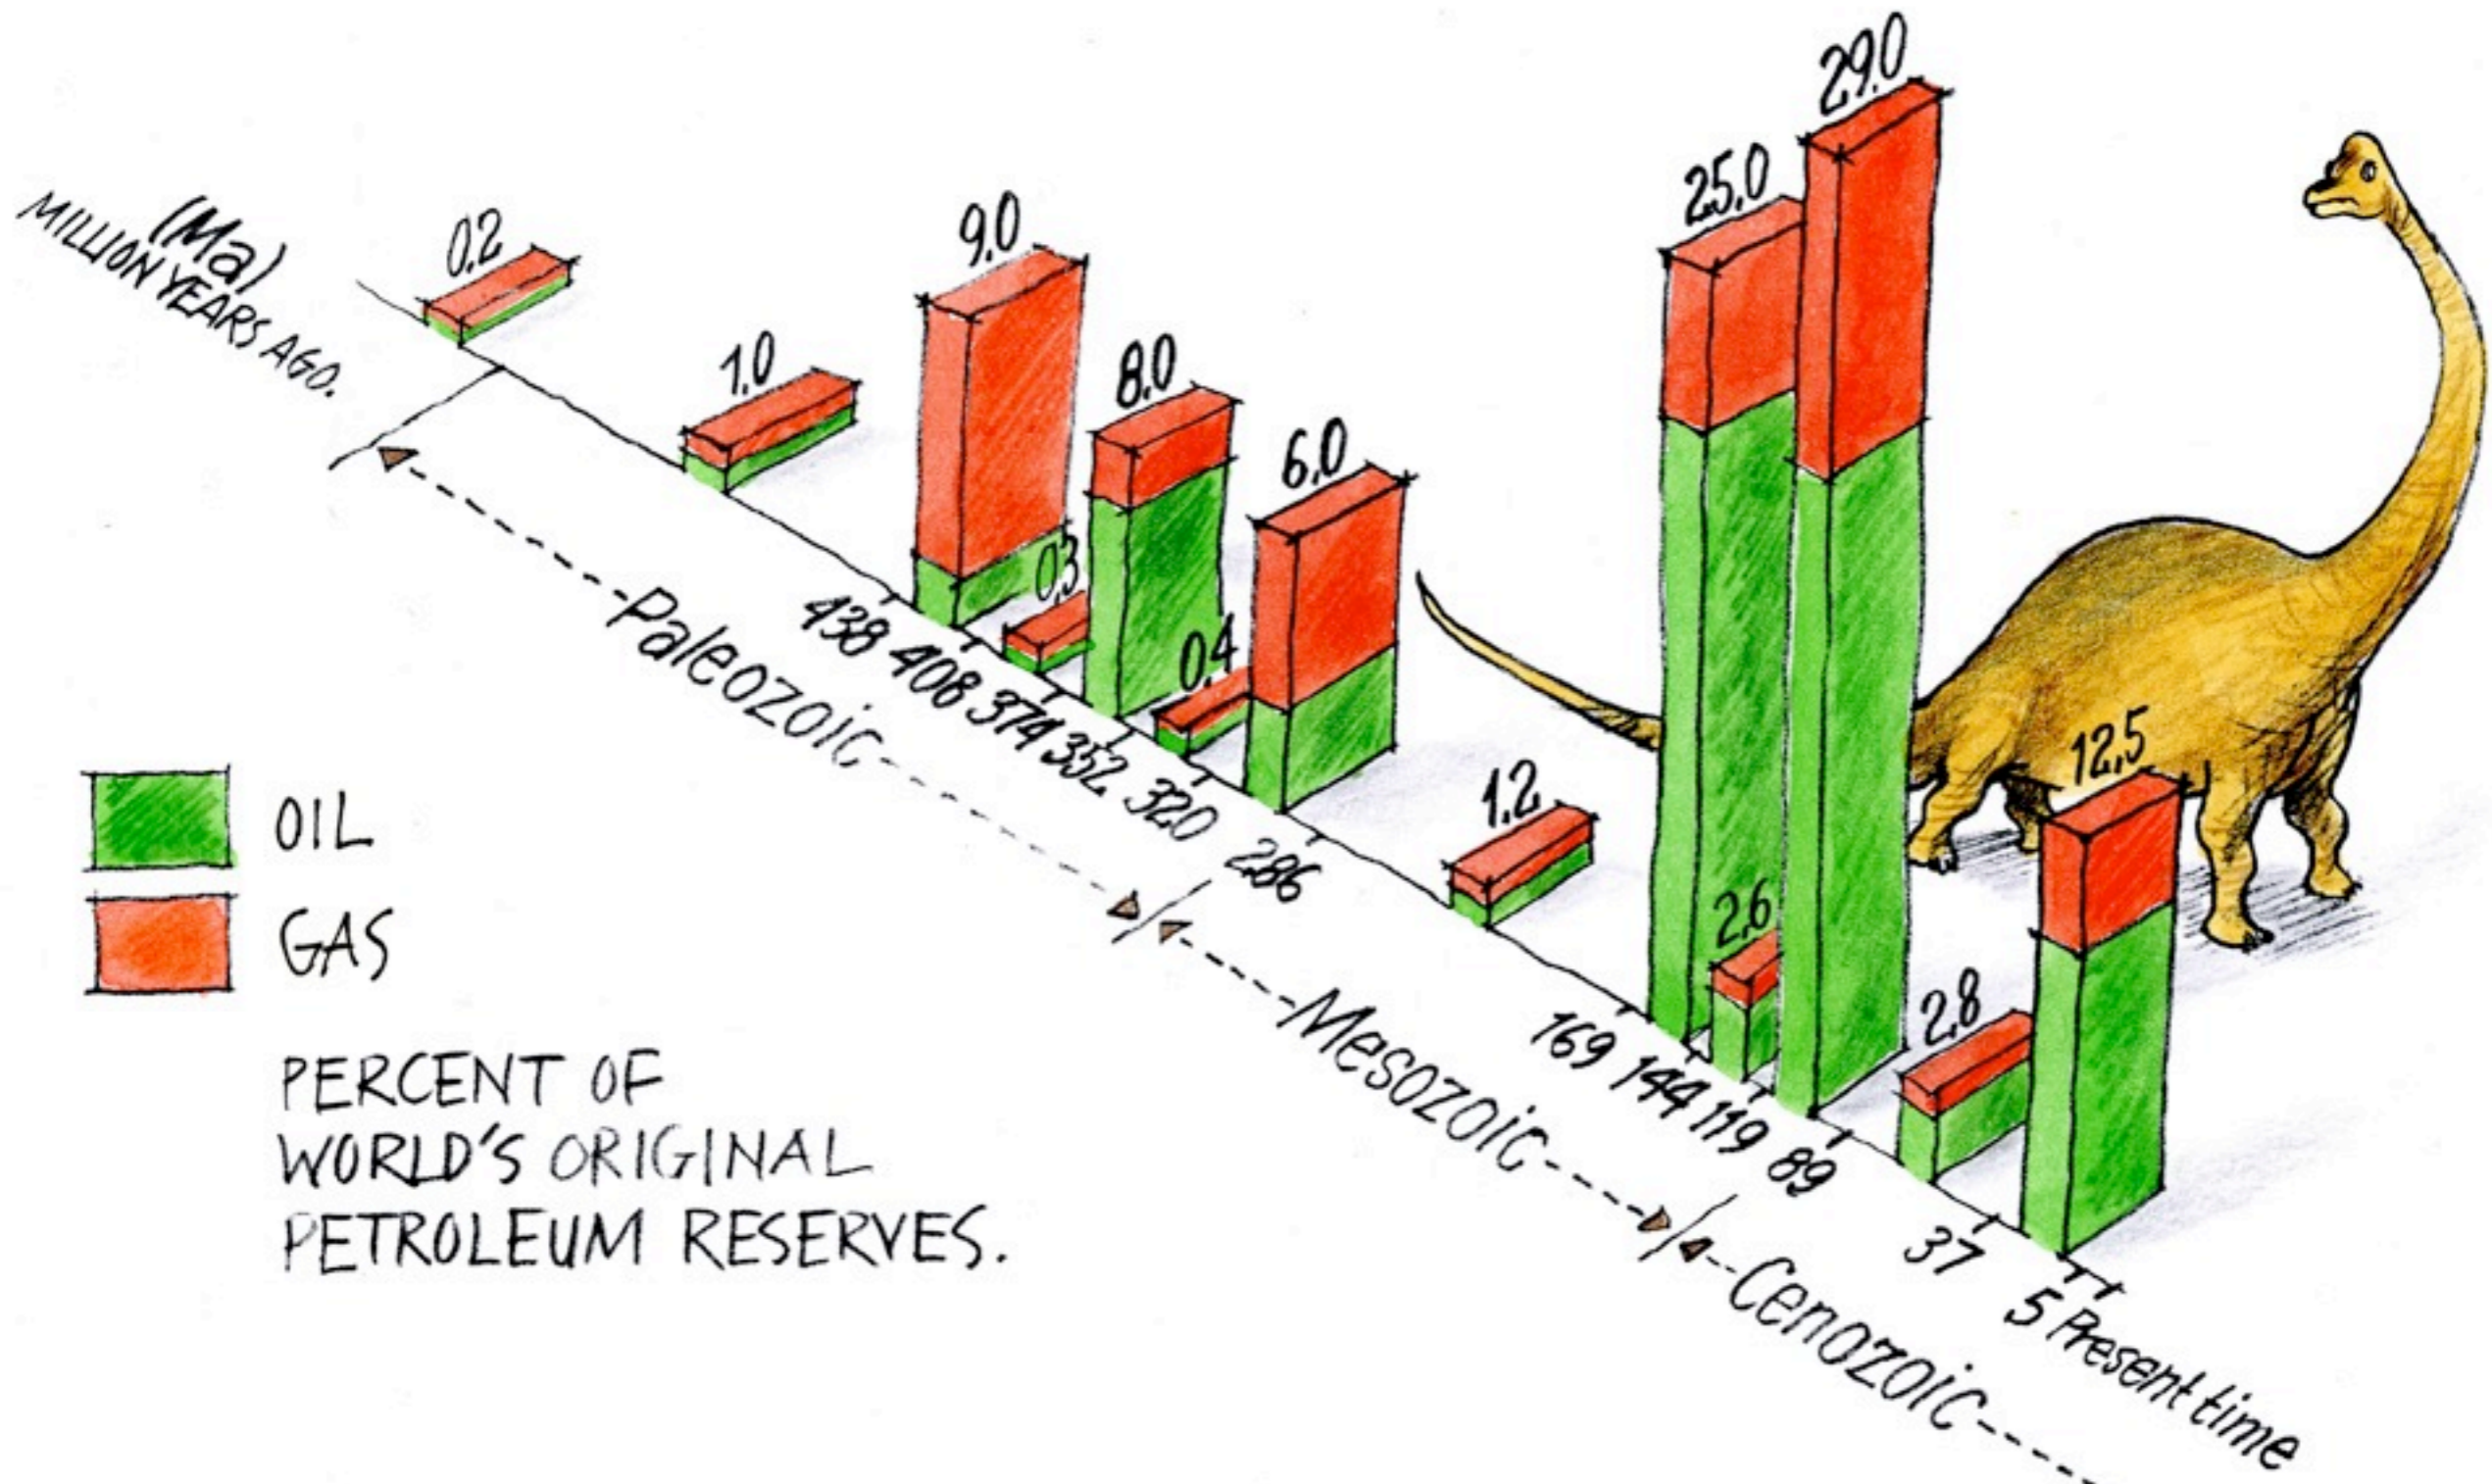 (Ma)
MILLION YEARS AGO.
0.2
1.0
9.0
0.3
8.0
0.4
6.0
1.2
25.0
2.6
29.0
2.8
12.5
438 408 374 352 320 286 169 144 119 89 37 5 Present time
Paleozoic
Mesozoic
Cenozoic
OIL
GAS
PERCENT OF
WORLD'S ORIGINAL
PETROLEUM RESERVES.